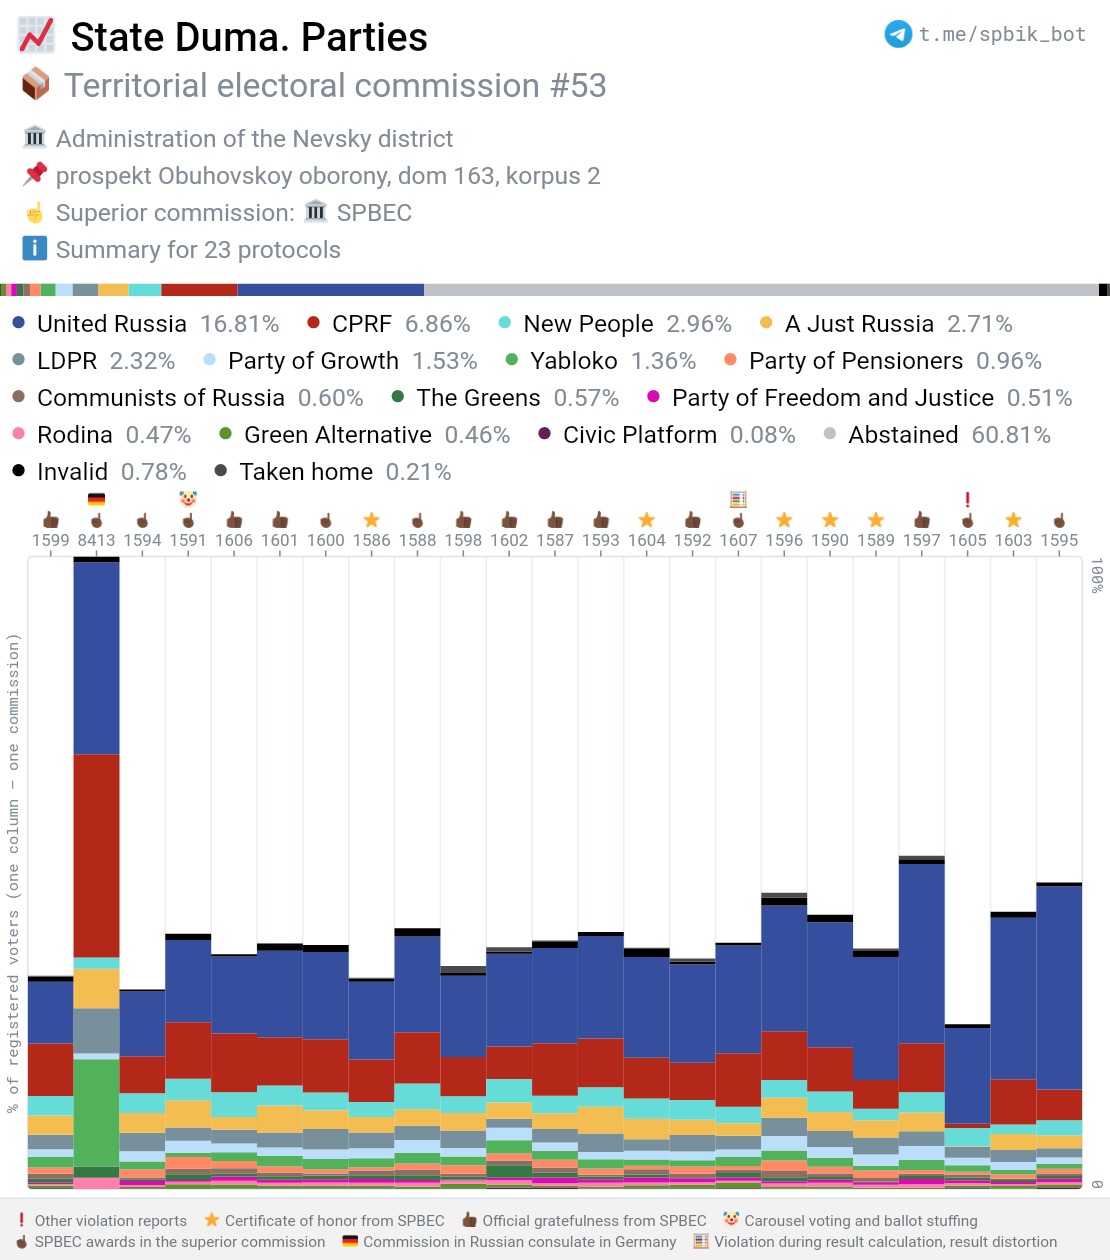 State Duma. Parties
t.me/spbik_bot
Territorial electoral commission #53
Administration of the Nevsky district
prospekt Obuhovskoy oborony, dom 163, korpus 2
Superior commission: SPBEC
Summary for 23 protocols
United Russia 16.81% CPRF 6.86% New People 2.96% A Just Russia 2.71%
LDPR 2.32% Party of Growth 1.53% Yabloko 1.36% Party of Pensioners 0.96%
Communists of Russia 0.60% The Greens 0.57% Party of Freedom and Justice 0.51%
Rodina 0.47% Green Alternative 0.46% Civic Platform 0.08% Abstained 60.81%
Invalid 0.78% Taken home 0.21%
1599 8413 1594 1591 1606 1601 1600 1586 1588 1598 1602 1587 1593 1604 1592 1607 1596 1590 1589 1597 1605 1603 1595
100%
% of registered voters (one column – one commission)
0
Other violation reports Certificate of honor from SPBEC Official gratefulness from SPBEC Carousel voting and ballot stuffing
SPBEC awards in the superior commission Commission in Russian consulate in Germany Violation during result calculation, result distortion